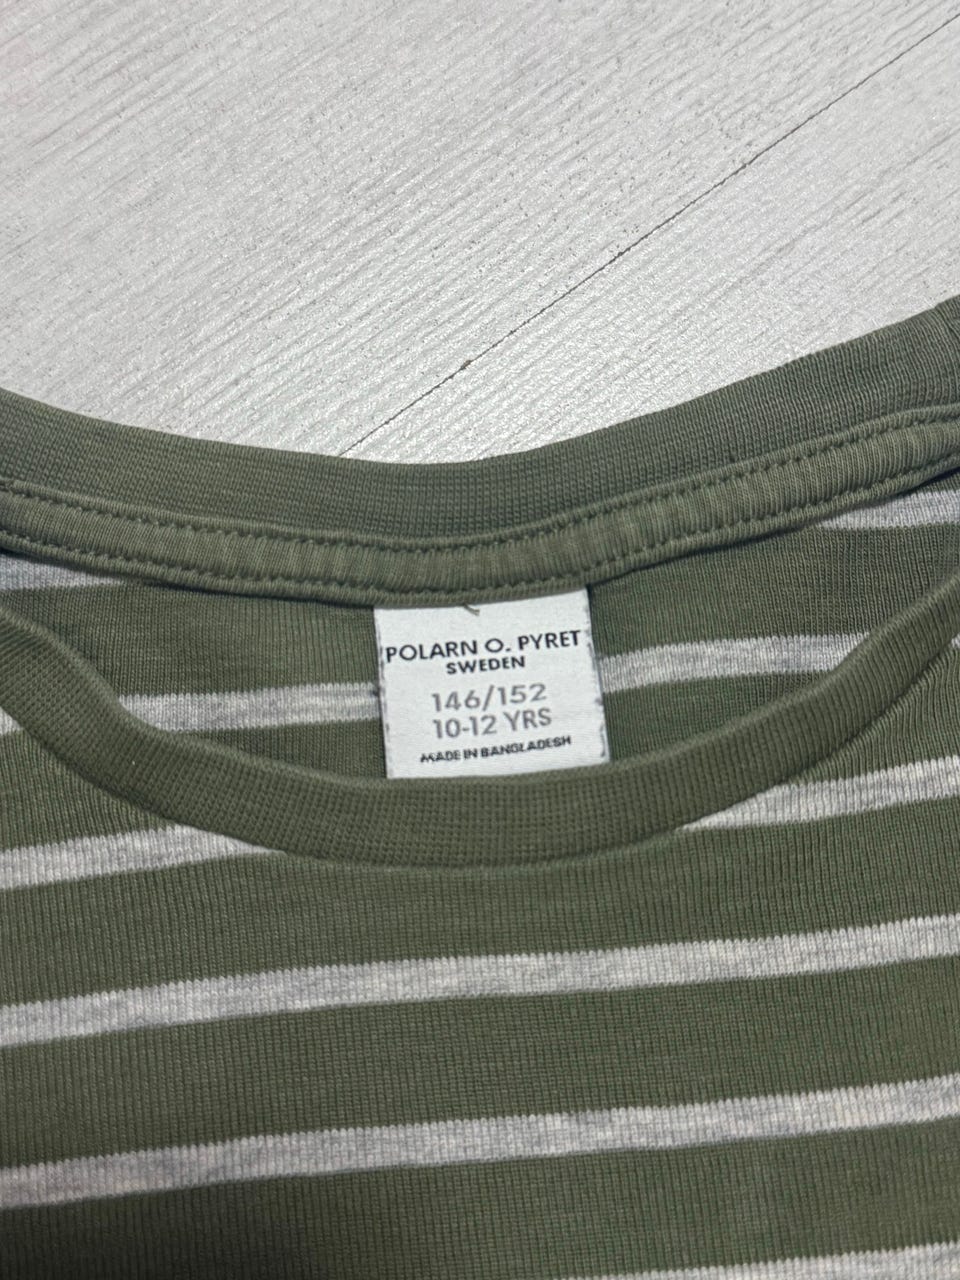 POLARN O. PYRET
SWEDEN
146/152
10-12 YRS
MADE IN BANGLADESH